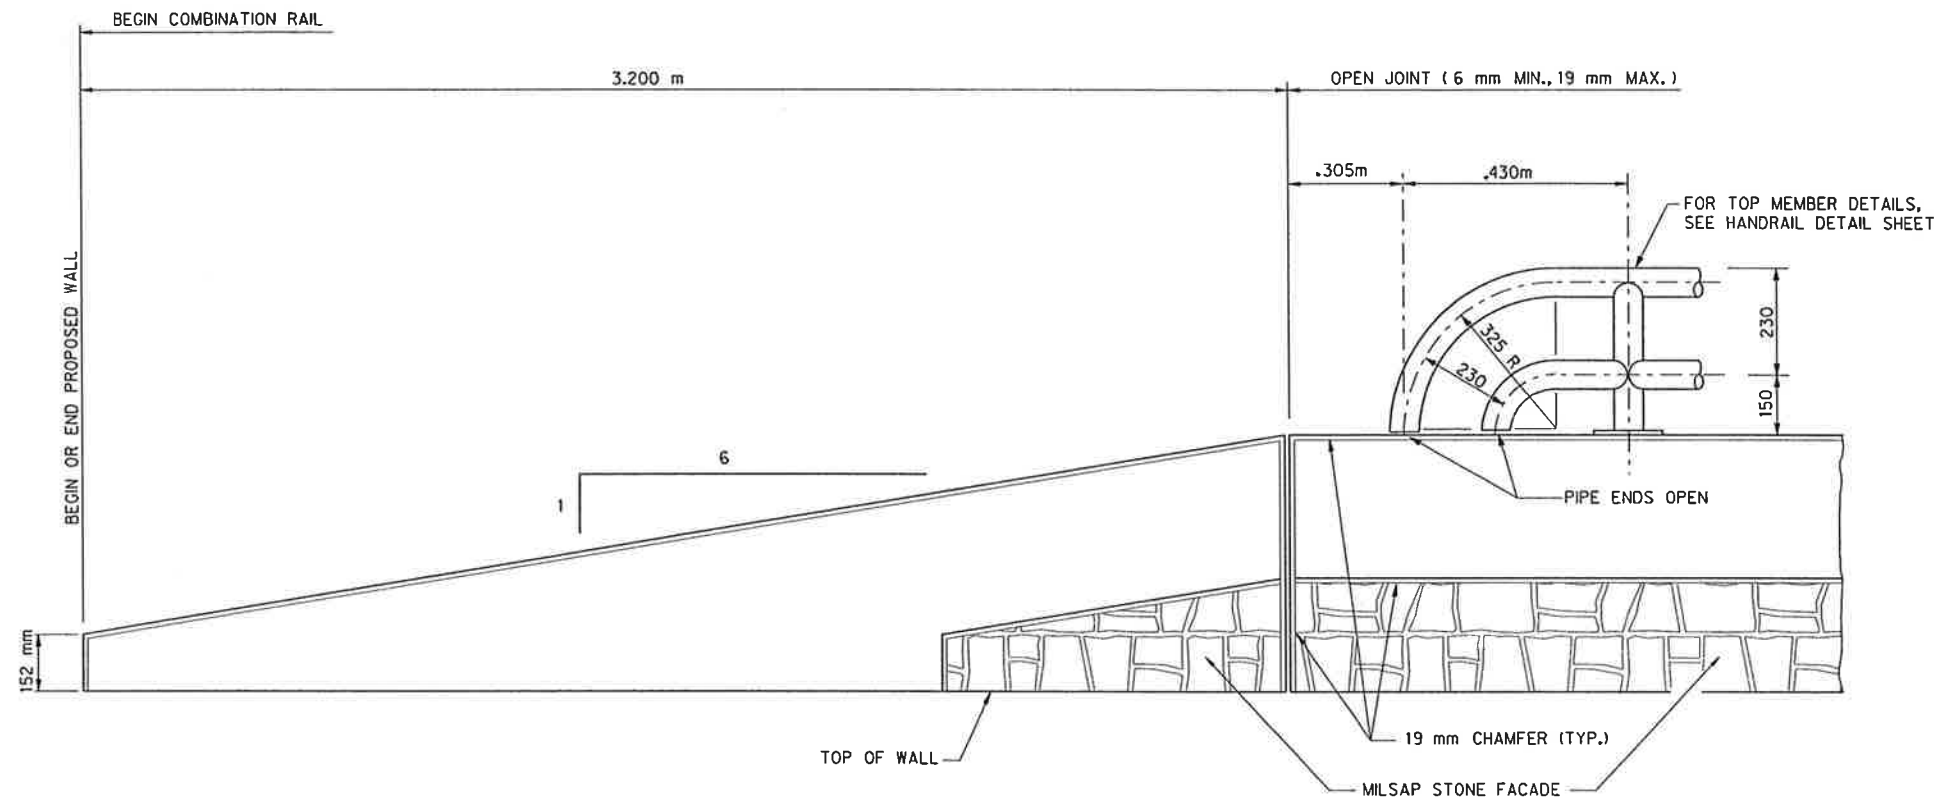 BEGIN COMBINATION RAIL
3.200 m
OPEN JOINT (6 mm MIN., 19 mm MAX.)
.305m
.430m
FOR TOP MEMBER DETAILS,
SEE HANDRAIL DETAIL SHEET
BEGIN OR END PROPOSED WALL
325 R
230
230
150
6
1
PIPE ENDS OPEN
152 mm
19 mm CHAMFER (TYP.)
TOP OF WALL
MILSAP STONE FACADE